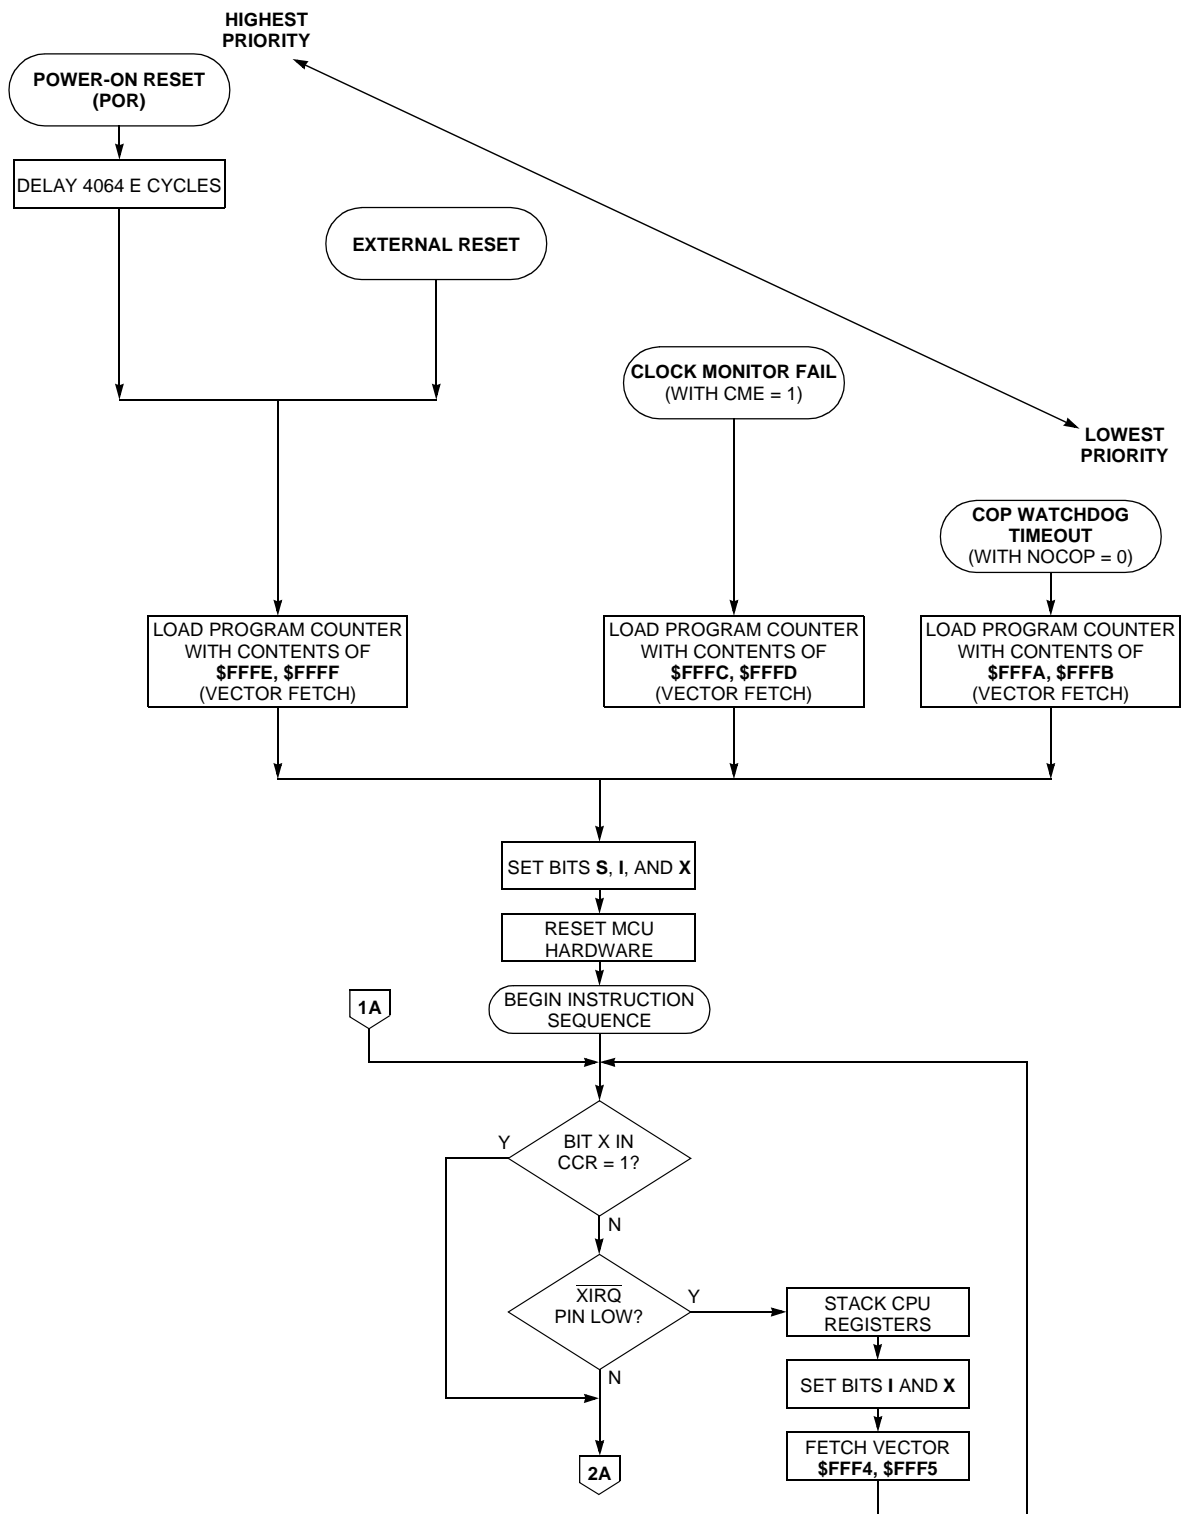 HIGHEST
PRIORITY
POWER-ON RESET
(POR)
DELAY 4064 E CYCLES
EXTERNAL RESET
CLOCK MONITOR FAIL
(WITH CME = 1)
LOWEST
PRIORITY
COP WATCHDOG
TIMEOUT
(WITH NOCOP = 0)
LOAD PROGRAM COUNTER
WITH CONTENTS OF
$FFFE, $FFFF
(VECTOR FETCH)
LOAD PROGRAM COUNTER
WITH CONTENTS OF
$FFFC, $FFFD
(VECTOR FETCH)
LOAD PROGRAM COUNTER
WITH CONTENTS OF
$FFFA, $FFFB
(VECTOR FETCH)
SET BITS S, I, AND X
RESET MCU
HARDWARE
BEGIN INSTRUCTION
SEQUENCE
1A
Y
BIT X IN
CCR = 1?
N
XIRQ
PIN LOW?
Y
N
STACK CPU
REGISTERS
SET BITS I AND X
FETCH VECTOR
$FFF4, $FFF5
2A